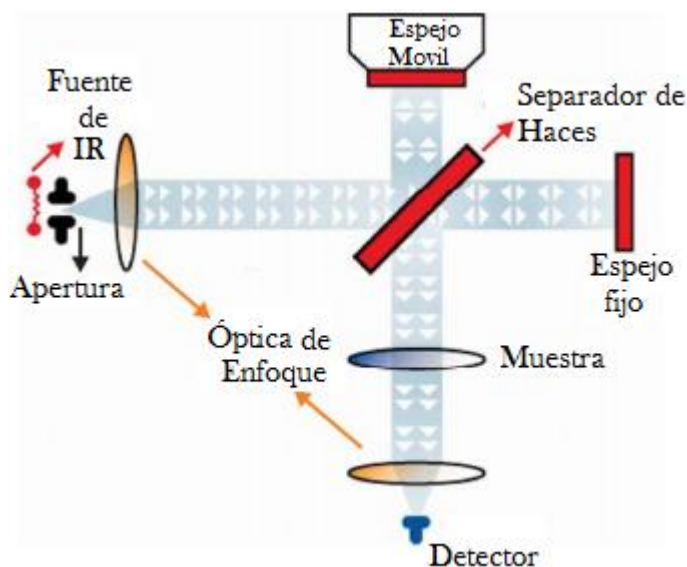 Espejo
Movil
Fuente
de
IR
Separador de
Haces
Apertura
Espejo
fijo
Óptica de
Enfoque
Muestra
Detector